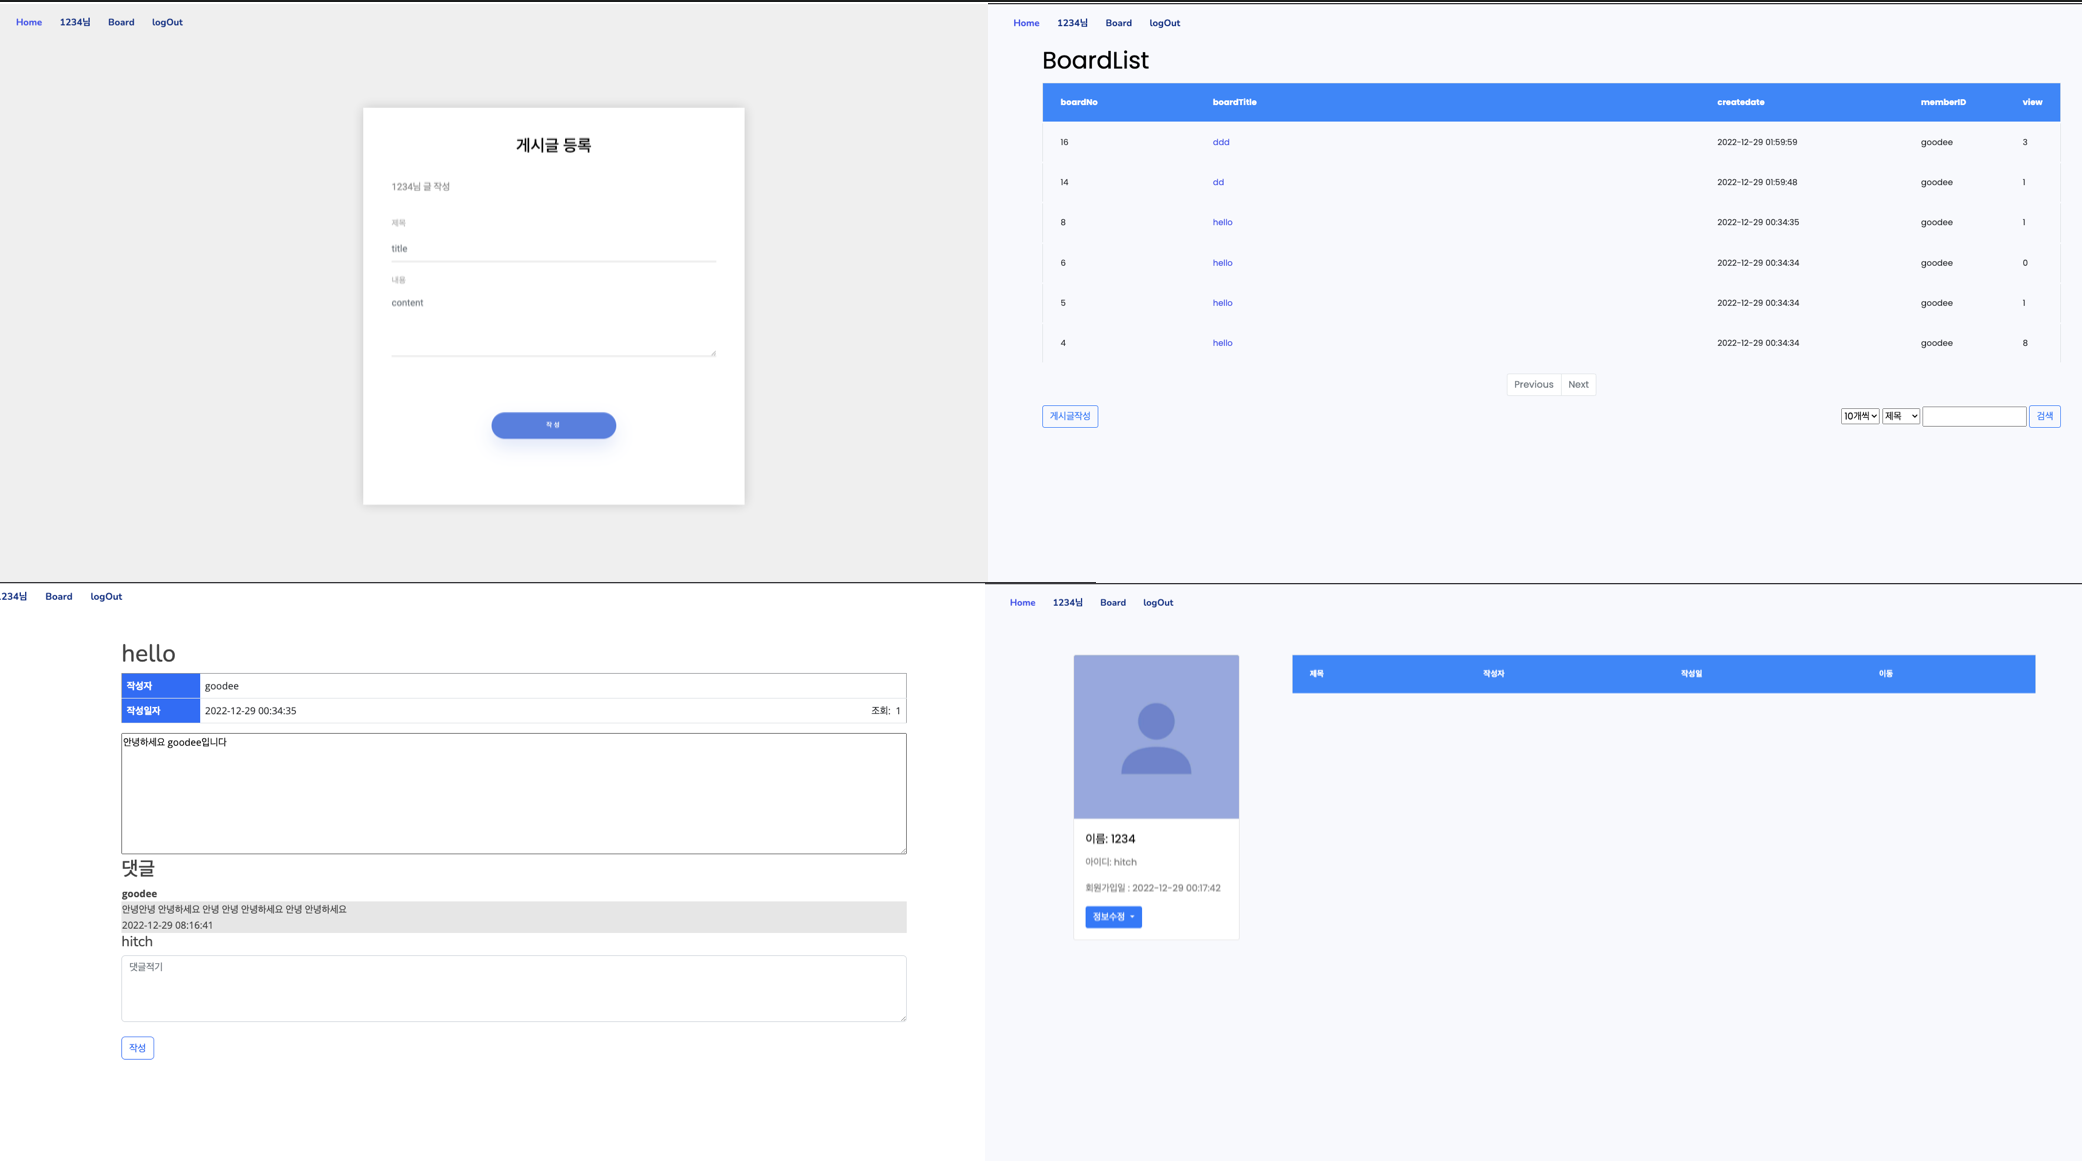 Home 1234님 Board logOut
게시글 등록
1234님 글 작성
제목
title
내용
content
작성
Home 1234님 Board logOut
BoardList
boardNo boardTitle createdate memberID view
16 ddd 2022-12-29 01:59:59 goodee 3
14 dd 2022-12-29 01:59:48 goodee 1
8 hello 2022-12-29 00:34:35 goodee 1
6 hello 2022-12-29 00:34:34 goodee 0
5 hello 2022-12-29 00:34:34 goodee 1
4 hello 2022-12-29 00:34:34 goodee 8
Previous Next
게시글작성 10개씩 제목 검색
1234님 Board logOut
hello
작성자 goodee
작성일자 2022-12-29 00:34:35 조회: 1
안녕하세요 goodee입니다
댓글
goodee
안녕안녕 안녕하세요 안녕 안녕 안녕하세요 안녕 안녕하세요
2022-12-29 08:16:41
hitch
댓글적기
작성
Home 1234님 Board logOut
이름: 1234
아이디: hitch
회원가입일 : 2022-12-29 00:17:42
정보수정
제목 작성자 작성일 이동